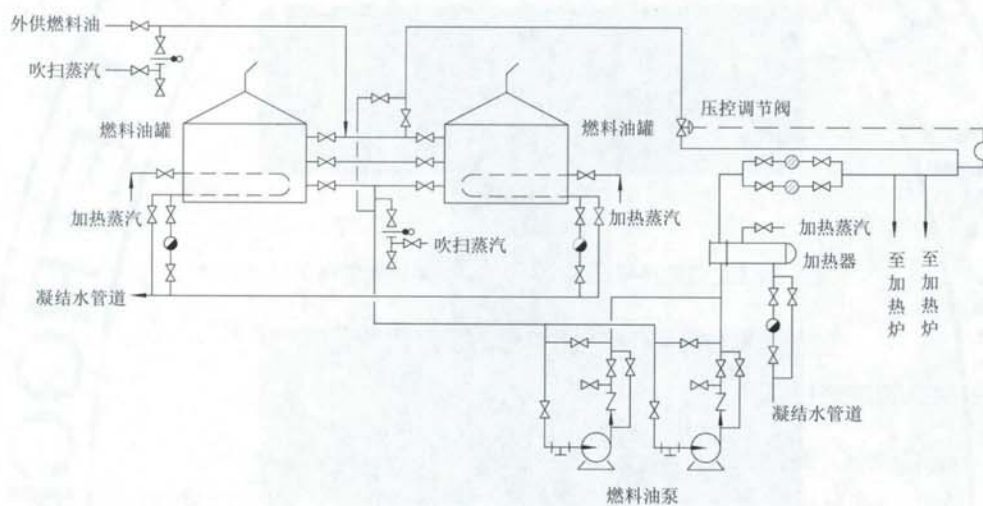 外供燃料油
吹扫蒸汽
燃料油罐
燃料油罐
压控调节阀
加热蒸汽
加热蒸汽
吹扫蒸汽
加热蒸汽
加热器
凝结水管道
至加热炉
至加热炉
凝结水管道
燃料油泵